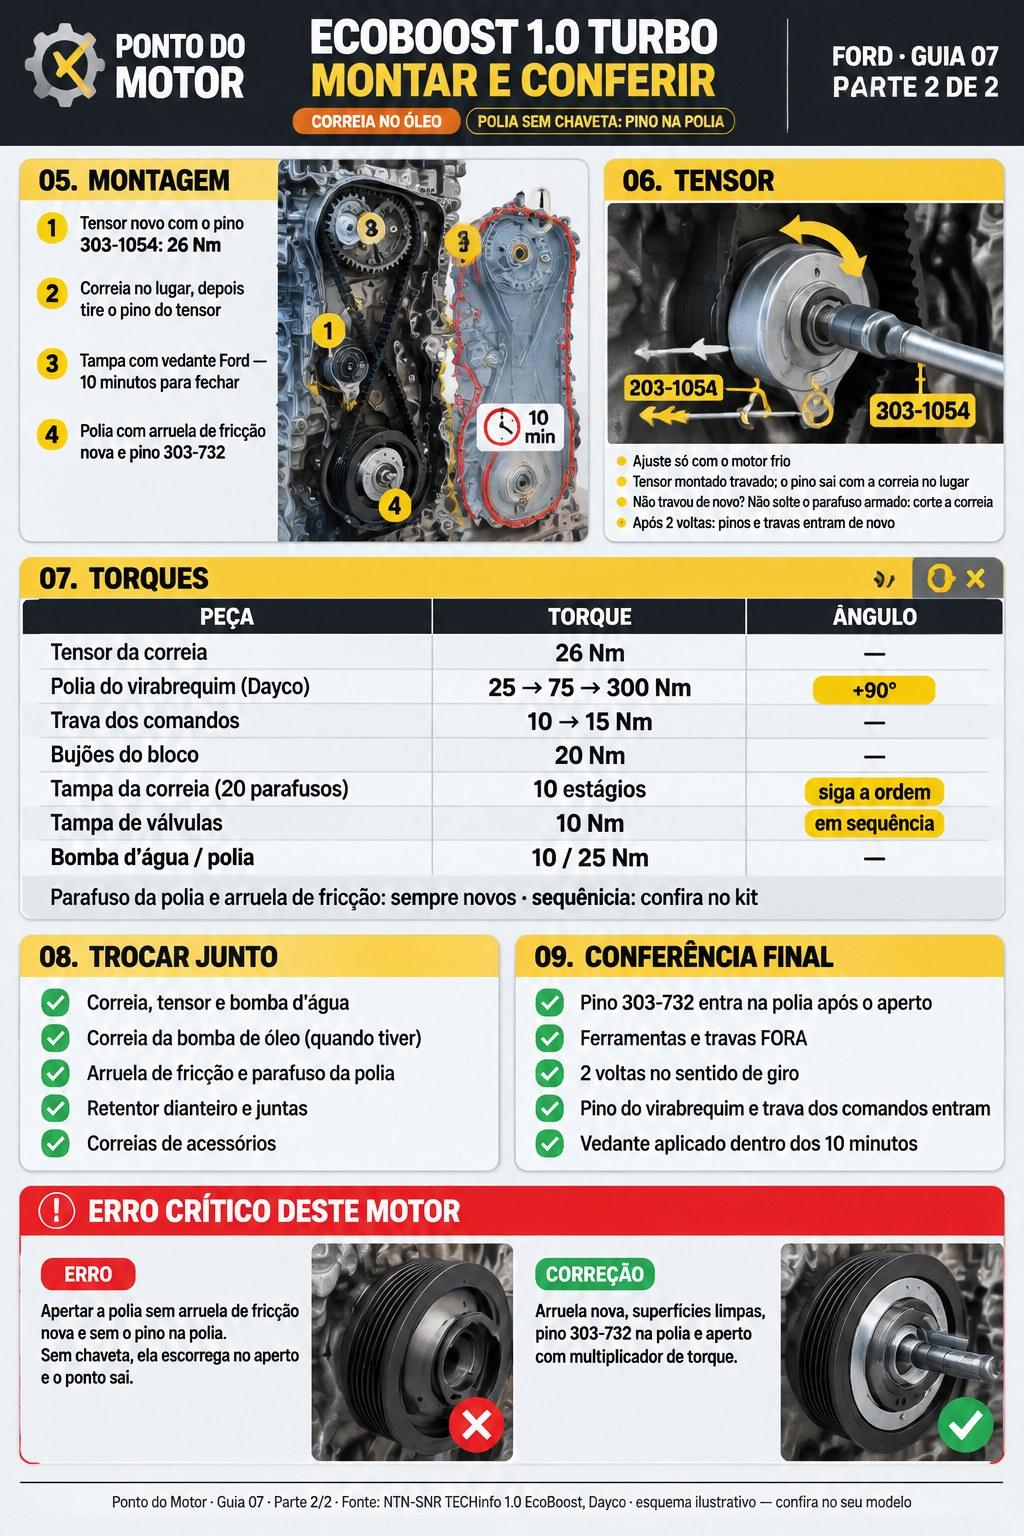 PONTO DO
MOTOR
ECOBOOST 1.0 TURBO
MONTAR E CONFERIR
CORREIA NO ÓLEO
POLIA SEM CHAVETA: PINO NA POLIA
FORD · GUIA 07
PARTE 2 DE 2
05. MONTAGEM
1 Tensor novo com o pino
303-1054: 26 Nm
2 Correia no lugar, depois
tire o pino do tensor
3 Tampa com vedante Ford —
10 minutos para fechar
4 Polia com arruela de fricção
nova e pino 303-732
8
1
4
10
min
06. TENSOR
203-1054
303-1054
Ajuste só com o motor frio
Tensor montado travado; o pino sai com a correia no lugar
Não travou de novo? Não solte o parafuso armado: corte a correia
Após 2 voltas: pinos e travas entram de novo
07. TORQUES
PEÇA TORQUE ÂNGULO
Tensor da correia 26 Nm —
Polia do virabrequim (Dayco) 25 → 75 → 300 Nm +90°
Trava dos comandos 10 → 15 Nm —
Bujões do bloco 20 Nm —
Tampa da correia (20 parafusos) 10 estágios siga a ordem
Tampa de válvulas 10 Nm em sequência
Bomba d'água / polia 10 / 25 Nm —
Parafuso da polia e arruela de fricção: sempre novos · sequênicia: confira no kit
08. TROCAR JUNTO
Correia, tensor e bomba d'água
Correia da bomba de óleo (quando tiver)
Arruela de fricção e parafuso da polia
Retentor dianteiro e juntas
Correias de acessórios
09. CONFERÊNCIA FINAL
Pino 303-732 entra na polia após o aperto
Ferramentas e travas FORA
2 voltas no sentido de giro
Pino do virabrequim e trava dos comandos entram
Vedante aplicado dentro dos 10 minutos
! ERRO CRÍTICO DESTE MOTOR
ERRO
Apertar a polia sem arruela de fricção
nova e sem o pino na polia.
Sem chaveta, ela escorrega no aperto
e o ponto sai.
CORREÇÃO
Arruela nova, superfícies limpas,
pino 303-732 na polia e aperto
com multiplicador de torque.
Ponto do Motor · Guia 07 · Parte 2/2 · Fonte: NTN-SNR TECHinfo 1.0 EcoBoost, Dayco · esquema ilustrativo — confira no seu modelo